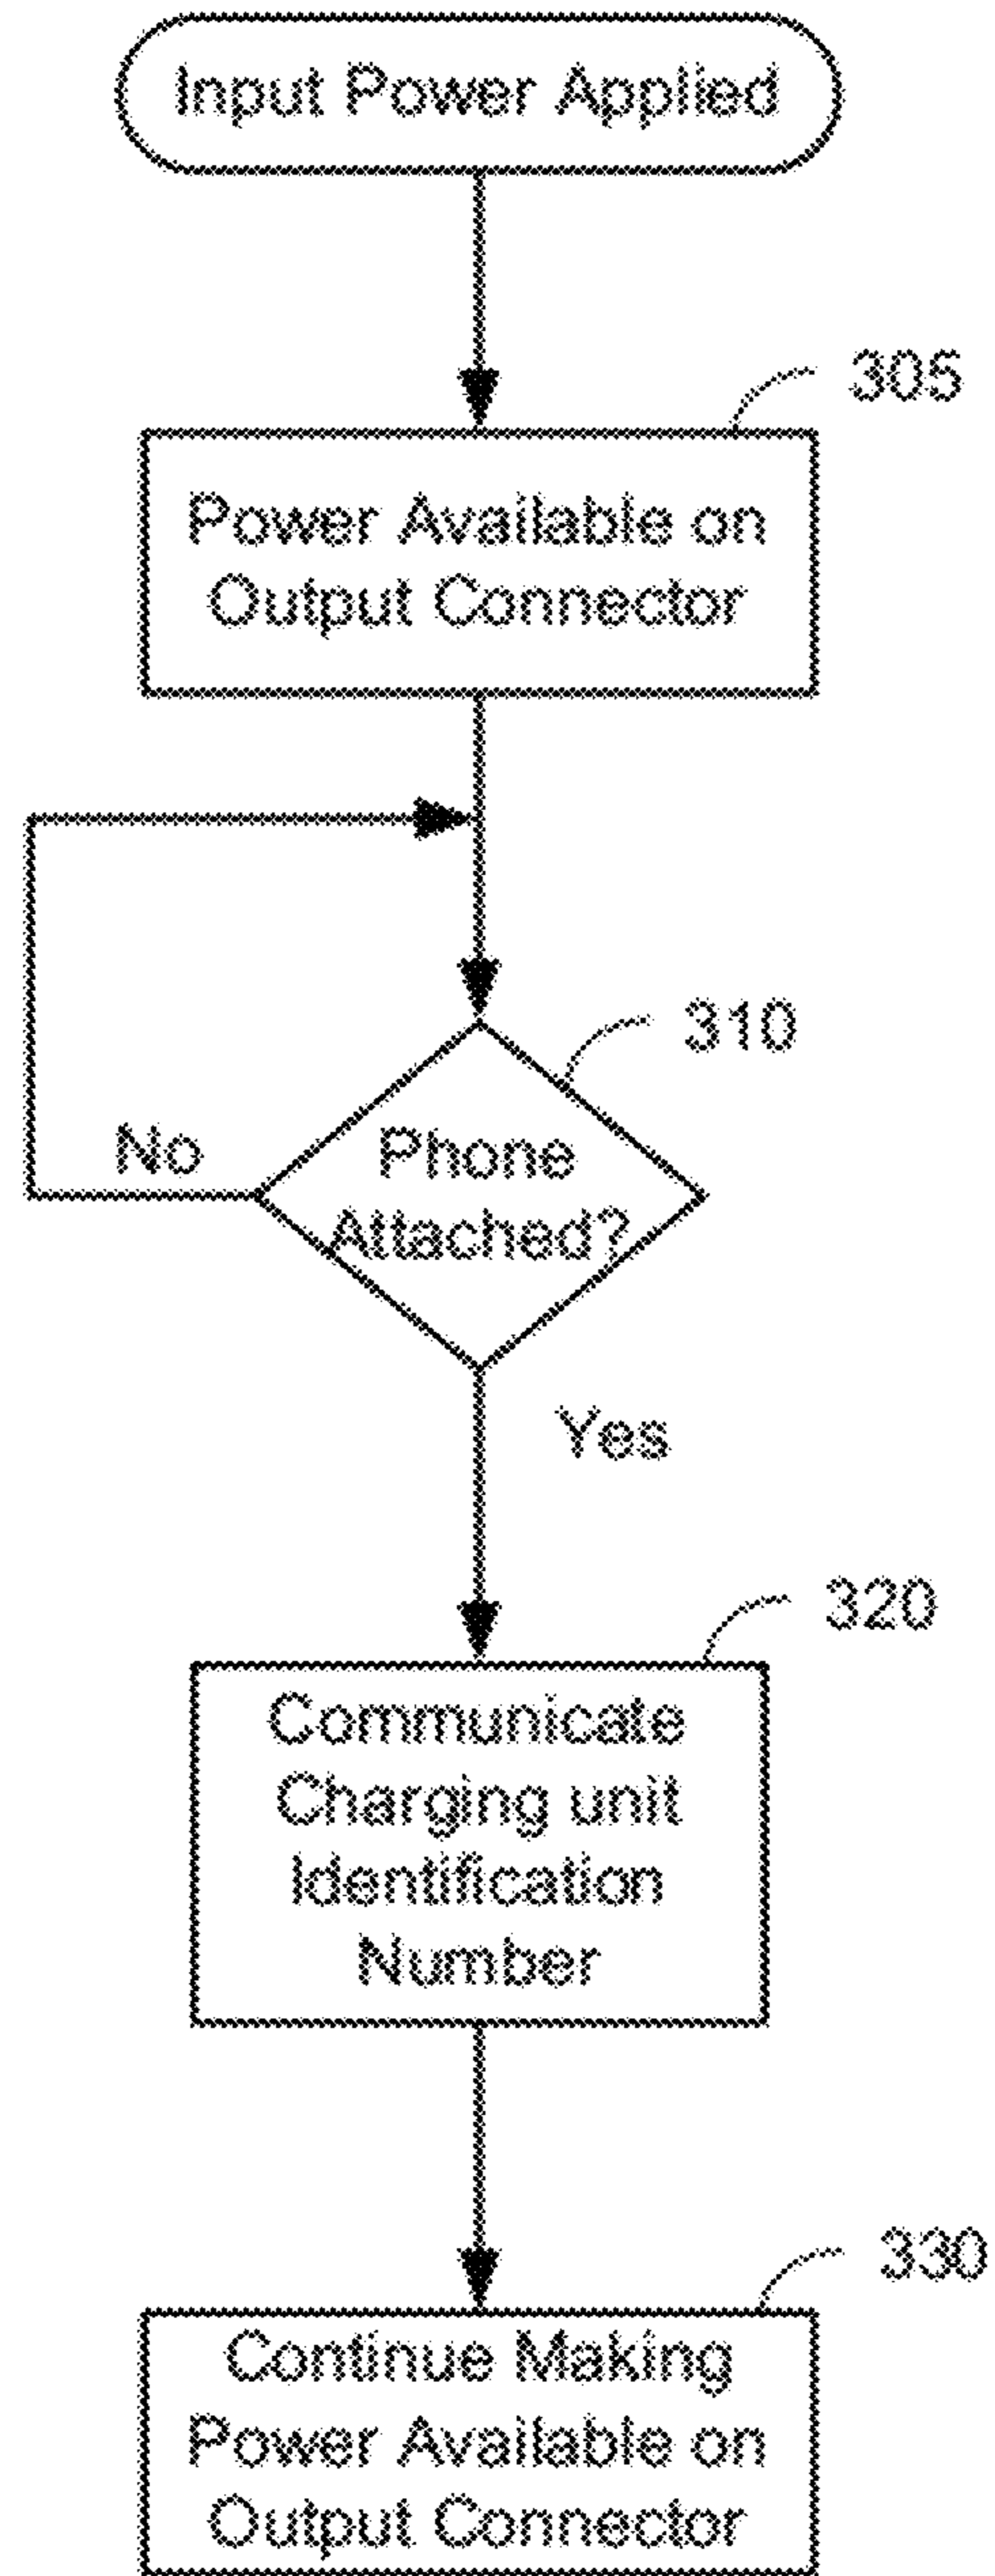 Input Power Applied
305
Power Available on
Output Connector
310
Phone
Attached?
No
Yes
320
Communicate
Charging unit
Identification
Number
330
Continue Making
Power Available on
Output Connector